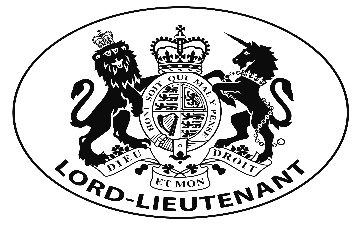 HONI SOIT QUI MAL Y PENSE
DIEU ET MON DROIT
LORD-LIEUTENANT